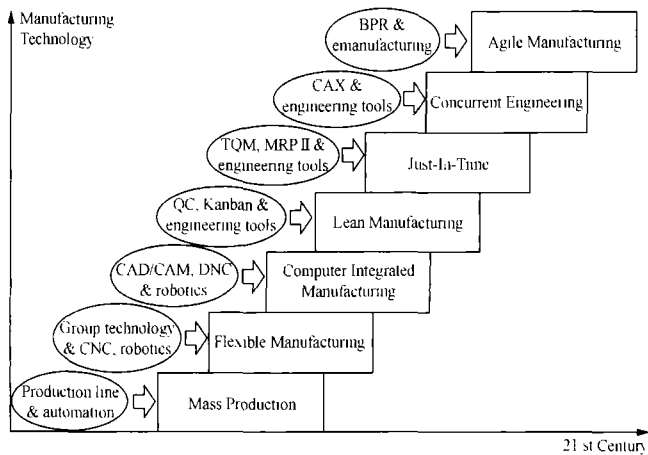 Manufacturing
Technology
BPR &
emanufacturing
Agile Manufacturing
CAX &
engineering tools
Concurrent Engineering
TQM, MRP II &
engineering tools
Just-In-Time
QC, Kanban &
engineering tools
Lean Manufacturing
CAD/CAM, DNC
& robotics
Computer Integrated
Manufacturing
Group technology
& CNC, robotics
Flexible Manufacturing
Production line
& automation
Mass Production
21 st Century